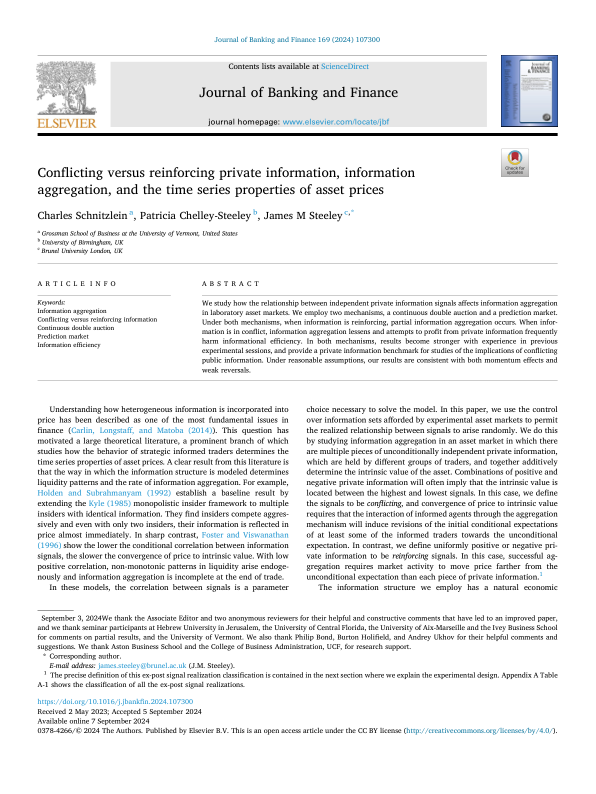 Journal of Banking and Finance 169 (2024) 107300
Contents lists available at ScienceDirect
Journal of Banking and Finance
journal homepage: www.elsevier.com/locate/jbf
ELSEVIER
Journal of
BANKING
& FINANCE
Check for
updates
Conflicting versus reinforcing private information, information
aggregation, and the time series properties of asset prices
Charles Schnitzlein a, Patricia Chelley-Steeley b, James M Steeley c,*
a Grossman School of Business at the University of Vermont, United States
b University of Birmingham, UK
c Brunel University London, UK
ARTICLE INFO
Keywords:
Information aggregation
Conflicting versus reinforcing information
Continuous double auction
Prediction market
Information efficiency
ABSTRACT
We study how the relationship between independent private information signals affects information aggregation
in laboratory asset markets. We employ two mechanisms, a continuous double auction and a prediction market.
Under both mechanisms, when information is reinforcing, partial information aggregation occurs. When infor-
mation is in conflict, information aggregation lessens and attempts to profit from private information frequently
harm informational efficiency. In both mechanisms, results become stronger with experience in previous
experimental sessions, and provide a private information benchmark for studies of the implications of conflicting
public information. Under reasonable assumptions, our results are consistent with both momentum effects and
weak reversals.
Understanding how heterogeneous information is incorporated into
price has been described as one of the most fundamental issues in
finance (Carlin, Longstaff, and Matoba (2014)). This question has
motivated a large theoretical literature, a prominent branch of which
studies how the behavior of strategic informed traders determines the
time series properties of asset prices. A clear result from this literature is
that the way in which the information structure is modeled determines
liquidity patterns and the rate of information aggregation. For example,
Holden and Subrahmanyam (1992) establish a baseline result by
extending the Kyle (1985) monopolistic insider framework to multiple
insiders with identical information. They find insiders compete aggres-
sively and even with only two insiders, their information is reflected in
price almost immediately. In sharp contrast, Foster and Viswanathan
(1996) show the lower the conditional correlation between information
signals, the slower the convergence of price to intrinsic value. With low
positive correlation, non-monotonic patterns in liquidity arise endoge-
nously and information aggregation is incomplete at the end of trade.
In these models, the correlation between signals is a parameter
choice necessary to solve the model. In this paper, we use the control
over information sets afforded by experimental asset markets to permit
the realized relationship between signals to arise randomly. We do this
by studying information aggregation in an asset market in which there
are multiple pieces of unconditionally independent private information,
which are held by different groups of traders, and together additively
determine the intrinsic value of the asset. Combinations of positive and
negative private information will often imply that the intrinsic value is
located between the highest and lowest signals. In this case, we define
the signals to be conflicting, and convergence of price to intrinsic value
requires that the interaction of informed agents through the aggregation
mechanism will induce revisions of the initial conditional expectations
of at least some of the informed traders towards the unconditional
expectation. In contrast, we define uniformly positive or negative pri-
vate information to be reinforcing signals. In this case, successful ag-
gregation requires market activity to move price farther from the
unconditional expectation than each piece of private information.1
The information structure we employ has a natural economic
September 3, 2024We thank the Associate Editor and two anonymous reviewers for their helpful and constructive comments that have led to an improved paper,
and we thank seminar participants at Hebrew University in Jerusalem, the University of Central Florida, the University of Aix-Marseille and the Ivey Business School
for comments on partial results, and the University of Vermont. We also thank Philip Bond, Burton Holifield, and Andrey Ukhov for their helpful comments and
suggestions. We thank Aston Business School and the College of Business Administration, UCF, for research support.
* Corresponding author.
E-mail address: james.steeley@brunel.ac.uk (J.M. Steeley).
1 The precise definition of this ex-post signal realization classification is contained in the next section where we explain the experimental design. Appendix A Table
A-1 shows the classification of all the ex-post signal realizations.
https://doi.org/10.1016/j.jbankfin.2024.107300
Received 2 May 2023; Accepted 5 September 2024
Available online 7 September 2024
0378-4266/© 2024 The Authors. Published by Elsevier B.V. This is an open access article under the CC BY license (http://creativecommons.org/licenses/by/4.0/).